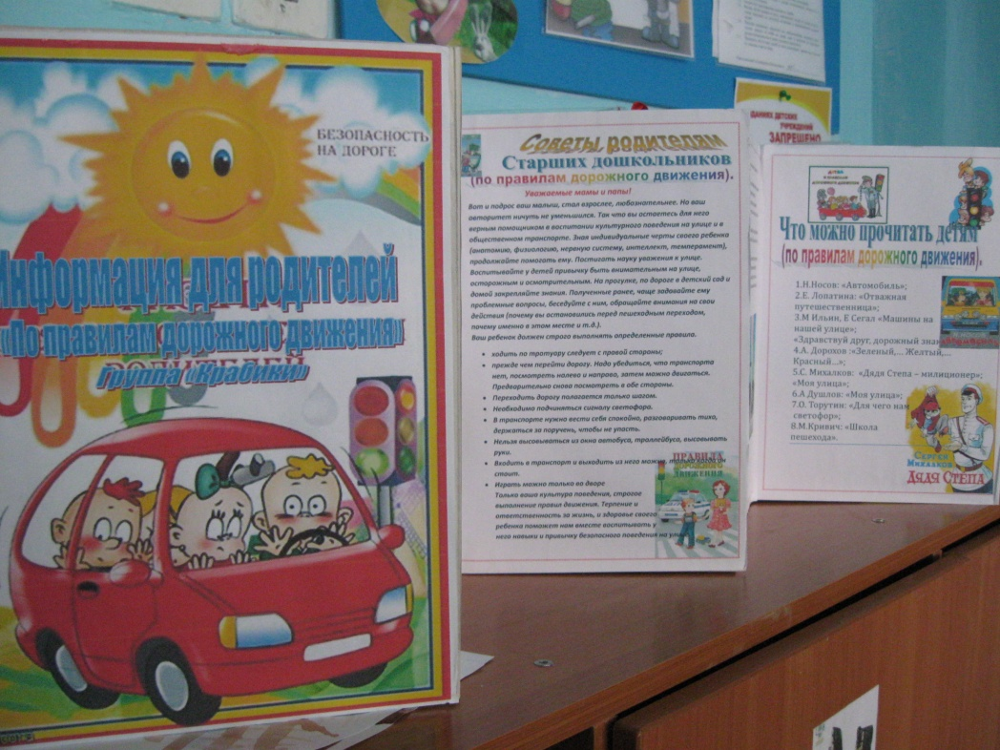 БЕЗОПАСНОСТЬ
НА ДОРОГЕ
Информация для родителей
«По правилам дорожного движения»
Группа «Крабики»
Советы родителям
Старших дошкольников
(по правилам дорожного движения).
Уважаемые мамы и папы!
Вот и подрос ваш малыш, стал взрослее, любознательнее. Но ваш
авторитет ничуть не уменьшился. Так что вы остаетесь для него
верным помощником в воспитании культурного поведения на улице и в
общественном транспорте. Зная индивидуальные черты своего ребенка
(анатомию, физиологию, нервную систему, интеллект, темперамент),
продолжайте помогать ему. Постигать науку уважения к улице.
Воспитывайте у детей привычку быть внимательным на улице,
осторожным и осмотрительным. На прогулке, по дороге в детский сад и
домой закрепляйте знания. Полученные ранее, чаще задавайте ему
проблемные вопросы, беседуйте с ним, обращайте внимание на свои
действия (почему вы остановились перед пешеходным переходом,
почему именно в этом месте и т.д.).
Ваш ребенок должен строго выполнять определенные правила.
• ходить по тротуару следует с правой стороны;
• прежде чем перейти дорогу. Надо убедиться, что транспорта
нет, посмотреть налево и направо, затем можно двигаться.
Предварительно снова посмотреть в обе стороны.
• Переходить дорогу полагается только шагом.
• Необходимо подчиняться сигналу светофора.
• В транспорте нужно вести себя спокойно, разговаривать тихо,
держаться за поручень, чтобы не упасть.
• Нельзя высовываться из окна автобуса, троллейбуса, высовывать
руки.
• Входить в транспорт и выходить из него можно, только когда он
стоит.
• Играть можно только во дворе
Только ваша культура поведения, строгое
выполнение правил движения. Терпение и
ответственность за жизнь, и здоровье своего
ребенка поможет нам вместе воспитывать у
него навыки и привычку безопасного поведения на
ПРАВИЛА
ДОРОЖНОГО
ДВИЖЕНИЯ
ДАНИЯХ ДЕТСКИХ
УЧРЕЖДЕНИЙ
ЗАПРЕЩЕНО
Что можно прочитать детям
(по правилам дорожного движения).
1.Н.Носов: «Автомобиль»;
2.Е. Лопатина: «Отважная
путешественница»;
3.М Ильин, Е Сегал «Машины на
нашей улице»;
«Здравствуй друг, дорожный знак
4.А. Дорохов :«Зеленый,... Желтый,...
Красный...»;
5.С. Михалков: «Дядя Степа – милиционер»;
«Моя улица»;
6.А Душлов: «Моя улица»;
7.О. Торутин: «Для чего нам
светофор»;
8.М.Кривич: «Школа
пешехода».
СЕРГЕЙ
МИХАЛКОВ
ДЯДЯ СТЕПА